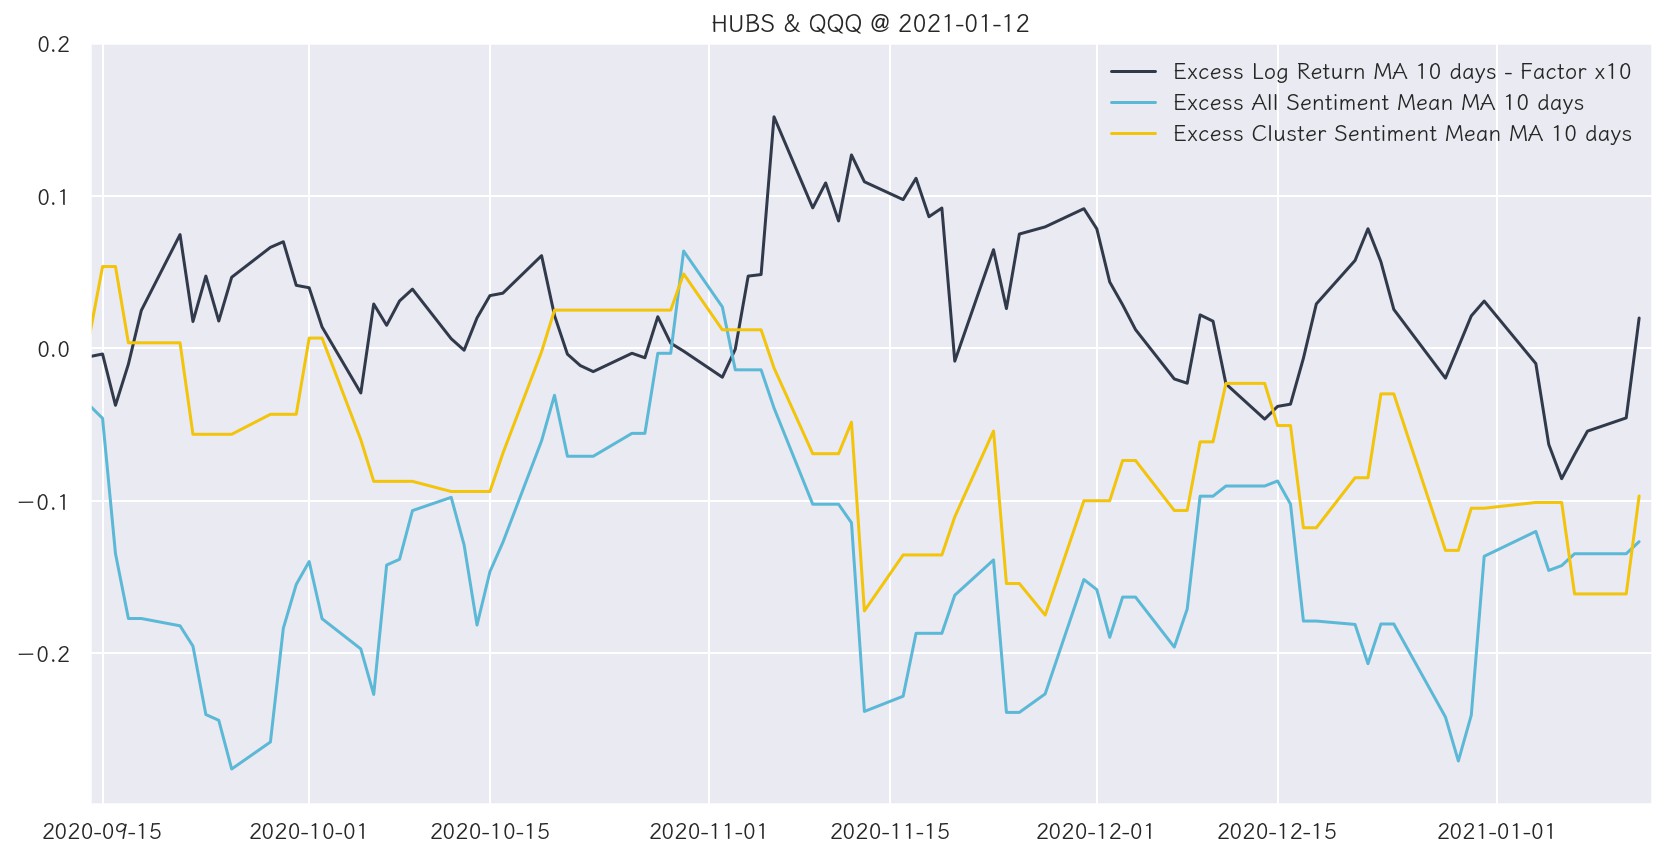 HUBS & QQQ @ 2021-01-12
Excess Log Return MA 10 days - Factor x10
Excess All Sentiment Mean MA 10 days
Excess Cluster Sentiment Mean MA 10 days
0.2
0.1
0.0
−0.1
−0.2
2020-09-15 2020-10-01 2020-10-15 2020-11-01 2020-11-15 2020-12-01 2020-12-15 2021-01-01